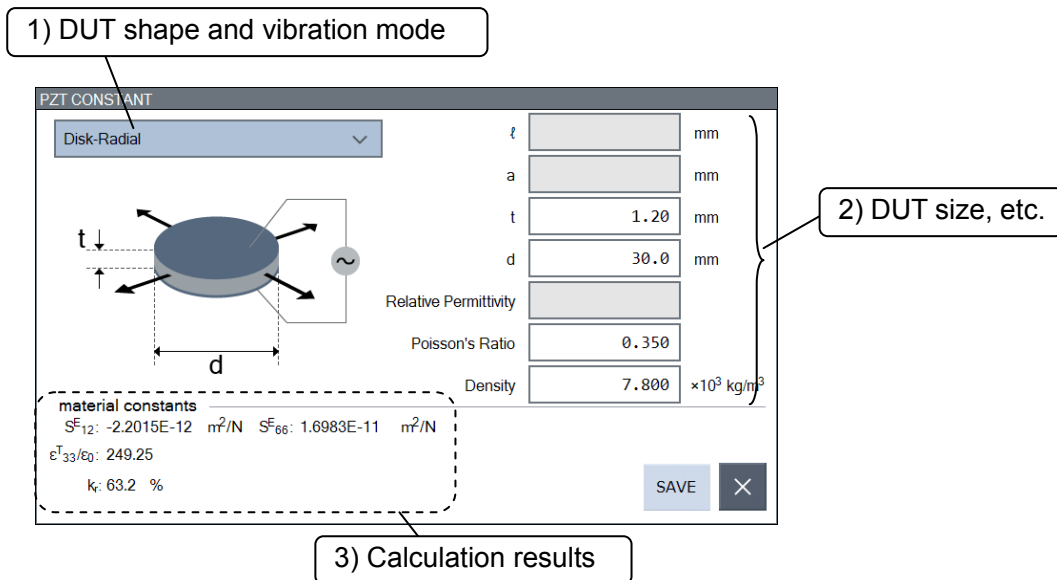 1) DUT shape and vibration mode
PZT CONSTANT
Disk-Radial
ℓ mm
a mm
t 1.20 mm
d 30.0 mm
Relative Permittivity
Poisson's Ratio 0.350
Density 7.800 ×10³ kg/m³
2) DUT size, etc.
t
~
d
material constants
Sᴱ₁₂: -2.2015E-12 m²/N Sᴱ₆₆: 1.6983E-11 m²/N
εᵀ₃₃/ε₀: 249.25
kᵣ: 63.2 %
SAVE ×
3) Calculation results